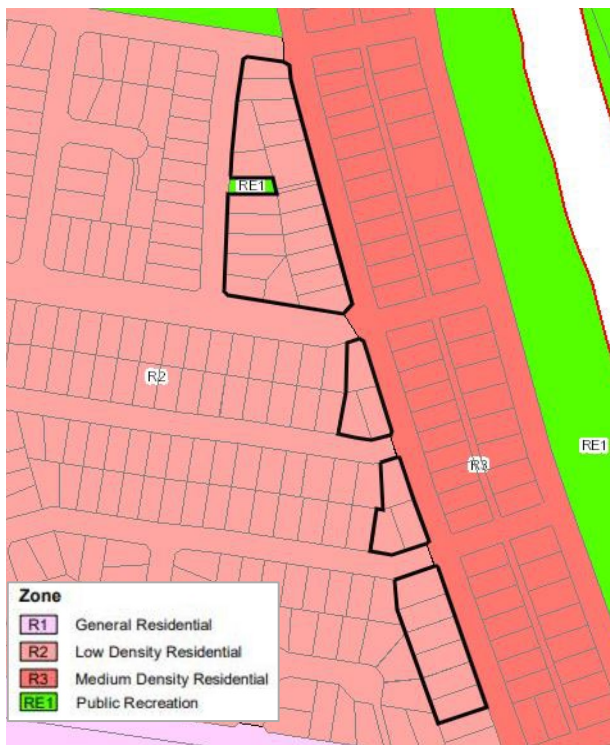 RE1
R2
RE1
R3
Zone
R1 General Residential
R2 Low Density Residential
R3 Medium Density Residential
RE1 Public Recreation